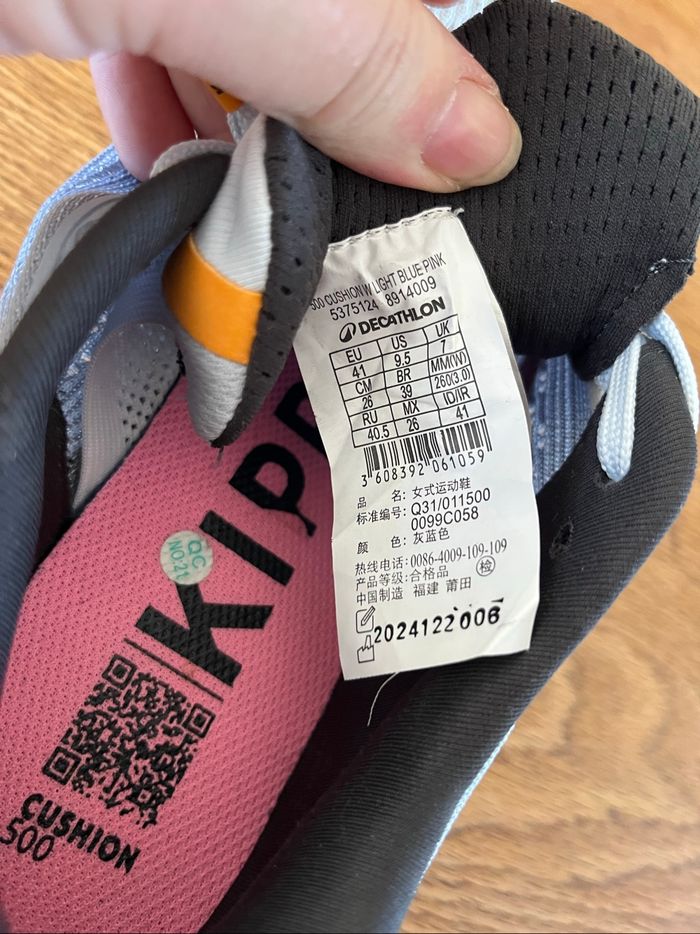 500 CUSHION W LIGHT BLUE PINK
5375124 8914009
DECATHLON
EU US UK
41 9.5 7
CM BR MM(W)
26 39 260(3.0)
RU MX ID/IR
40.5 26 41
3 608392 061059
品 名: 女式运动鞋
标准编号: Q31/011500
0099C058
颜 色: 灰蓝色
热线电话: 0086-4009-109-109
产品等级: 合格品 检
中国制造 福建 莆田
2024122006
QC
NO:21
KIP
CUSHION
500